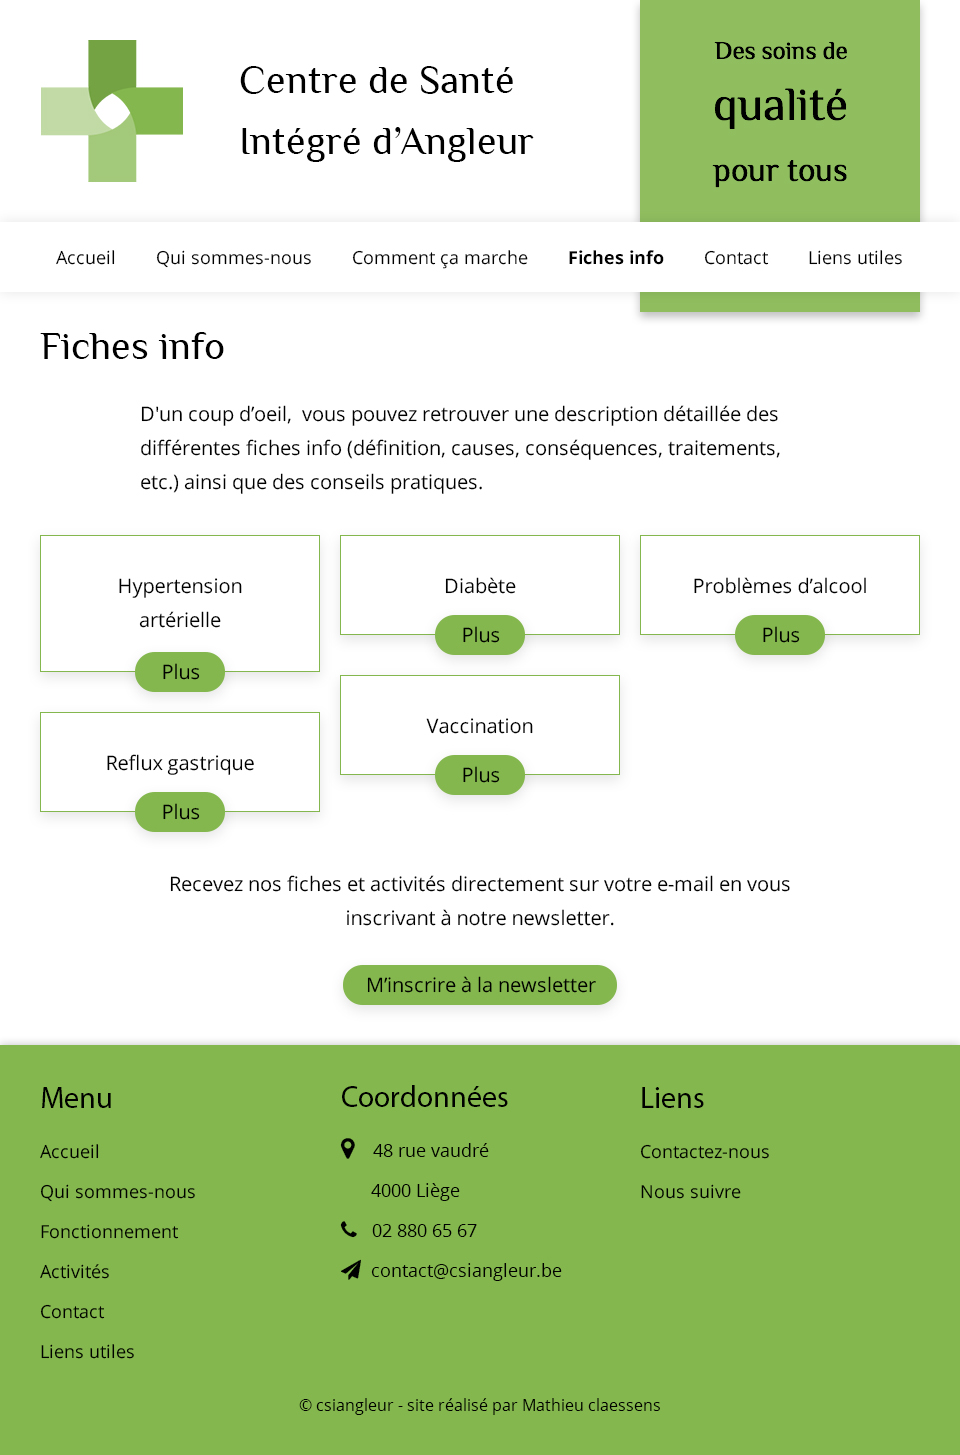 Centre de Santé
Intégré d’Angleur
Des soins de
qualité
pour tous
Accueil Qui sommes-nous Comment ça marche Fiches info Contact Liens utiles
Fiches info
D'un coup d’oeil,  vous pouvez retrouver une description détaillée des
différentes fiches info (définition, causes, conséquences, traitements,
etc.) ainsi que des conseils pratiques.
Hypertension
artérielle
Plus
Diabète
Plus
Problèmes d’alcool
Plus
Reflux gastrique
Plus
Vaccination
Plus
Recevez nos fiches et activités directement sur votre e-mail en vous
inscrivant à notre newsletter.
M’inscrire à la newsletter
Menu
Accueil
Qui sommes-nous
Fonctionnement
Activités
Contact
Liens utiles
Coordonnées
48 rue vaudré
4000 Liège
02 880 65 67
contact@csiangleur.be
Liens
Contactez-nous
Nous suivre
© csiangleur - site réalisé par Mathieu claessens